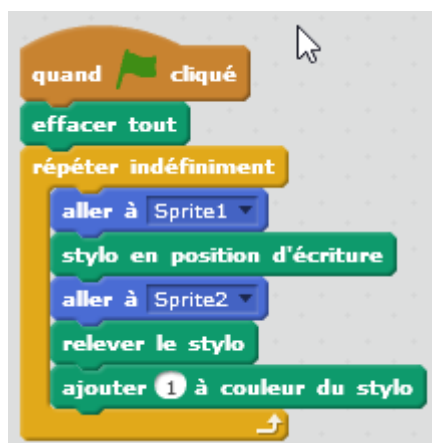 quand cliqué
effacer tout
répéter indéfiniment
aller à Sprite1
stylo en position d'écriture
aller à Sprite2
relever le stylo
ajouter 1 à couleur du stylo